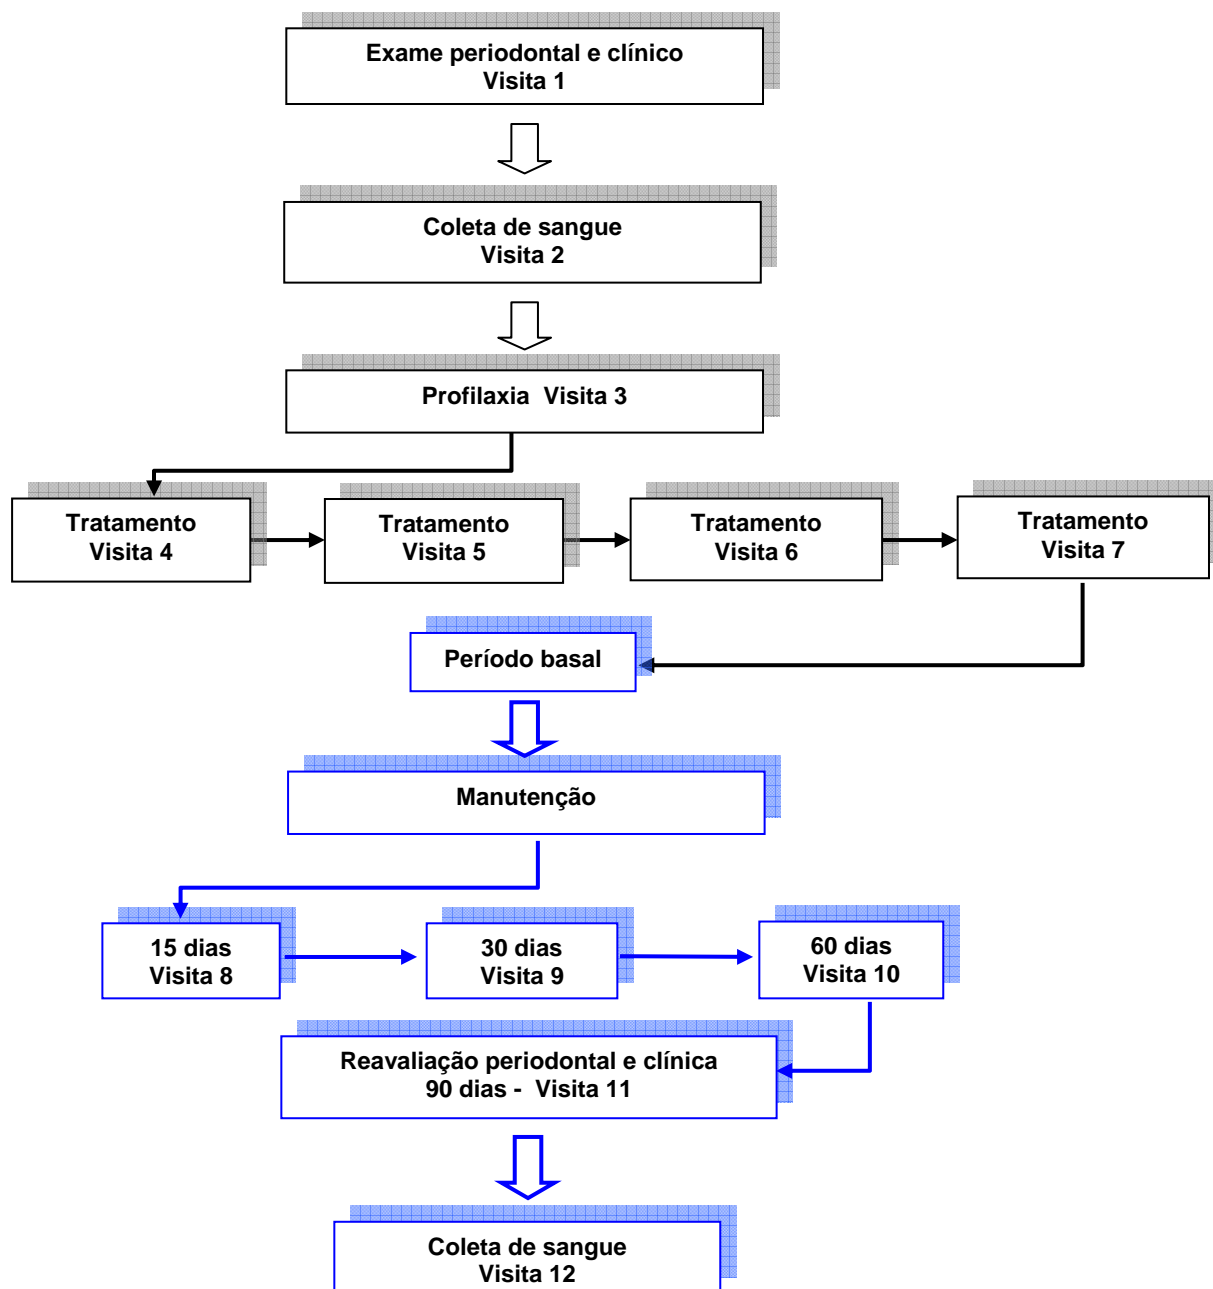 Exame periodontal e clínico
Visita 1
Coleta de sangue
Visita 2
Profilaxia  Visita 3
Tratamento
Visita 4
Tratamento
Visita 5
Tratamento
Visita 6
Tratamento
Visita 7
Período basal
Manutenção
15 dias
Visita 8
30 dias
Visita 9
60 dias
Visita 10
Reavaliação periodontal e clínica
90 dias -  Visita 11
Coleta de sangue
Visita 12